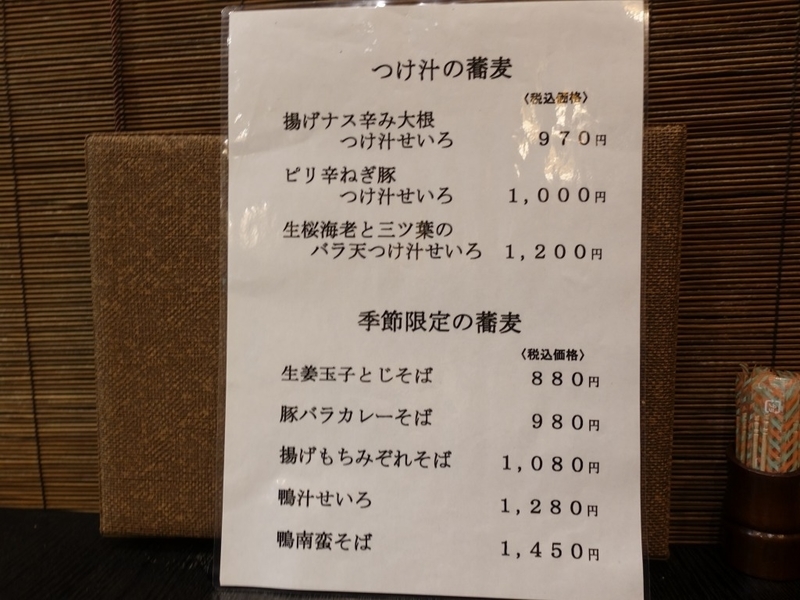 つけ汁の蕎麦
〈税込価格〉
揚げナス辛み大根
つけ汁せいろ 970円
ピリ辛ねぎ豚
つけ汁せいろ 1,000円
生桜海老と三ツ葉の
バラ天つけ汁せいろ 1,200円
季節限定の蕎麦
〈税込価格〉
生姜玉子とじそば 880円
豚バラカレーそば 980円
揚げもちみぞれそば 1,080円
鴨汁せいろ 1,280円
鴨南蛮そば 1,450円